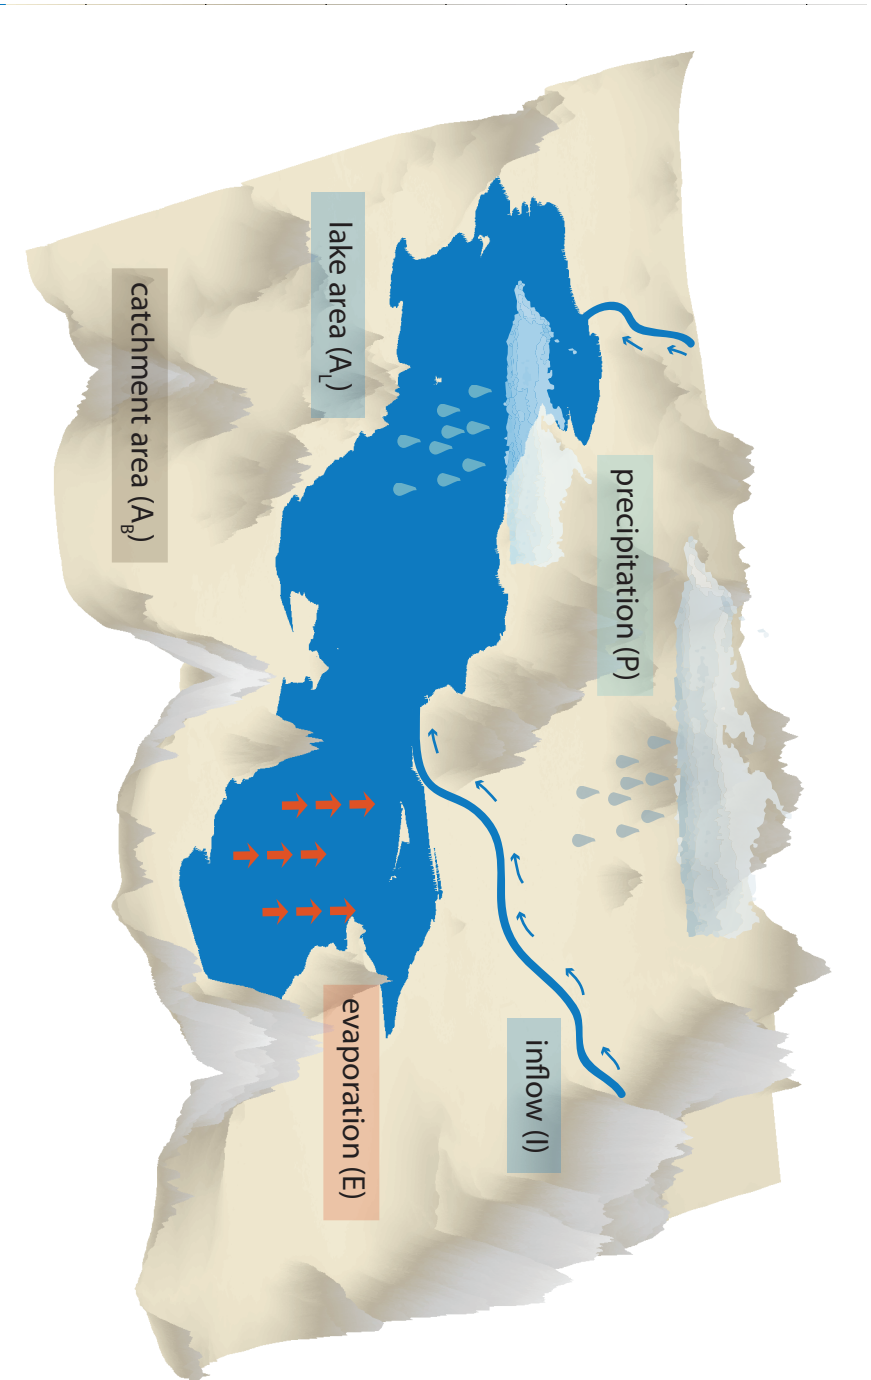 precipitation (P)
inflow (I)
lake area (A_L)
evaporation (E)
catchment area (A_B)